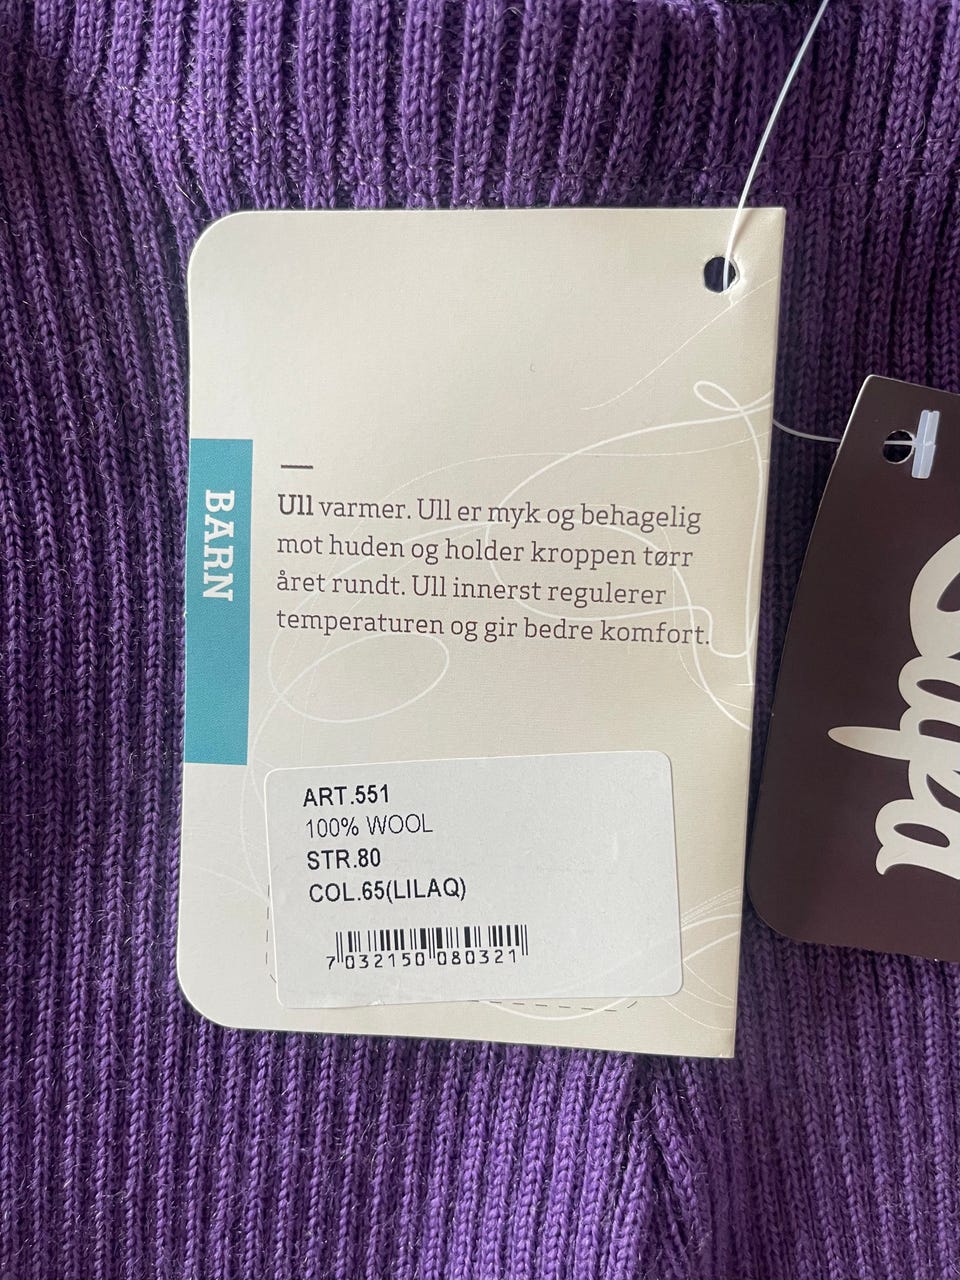 BARN
Ull varmer. Ull er myk og behagelig
mot huden og holder kroppen tørr
året rundt. Ull innerst regulerer
temperaturen og gir bedre komfort.
ART.551
100% WOOL
STR.80
COL.65(LILAQ)
7032150080321